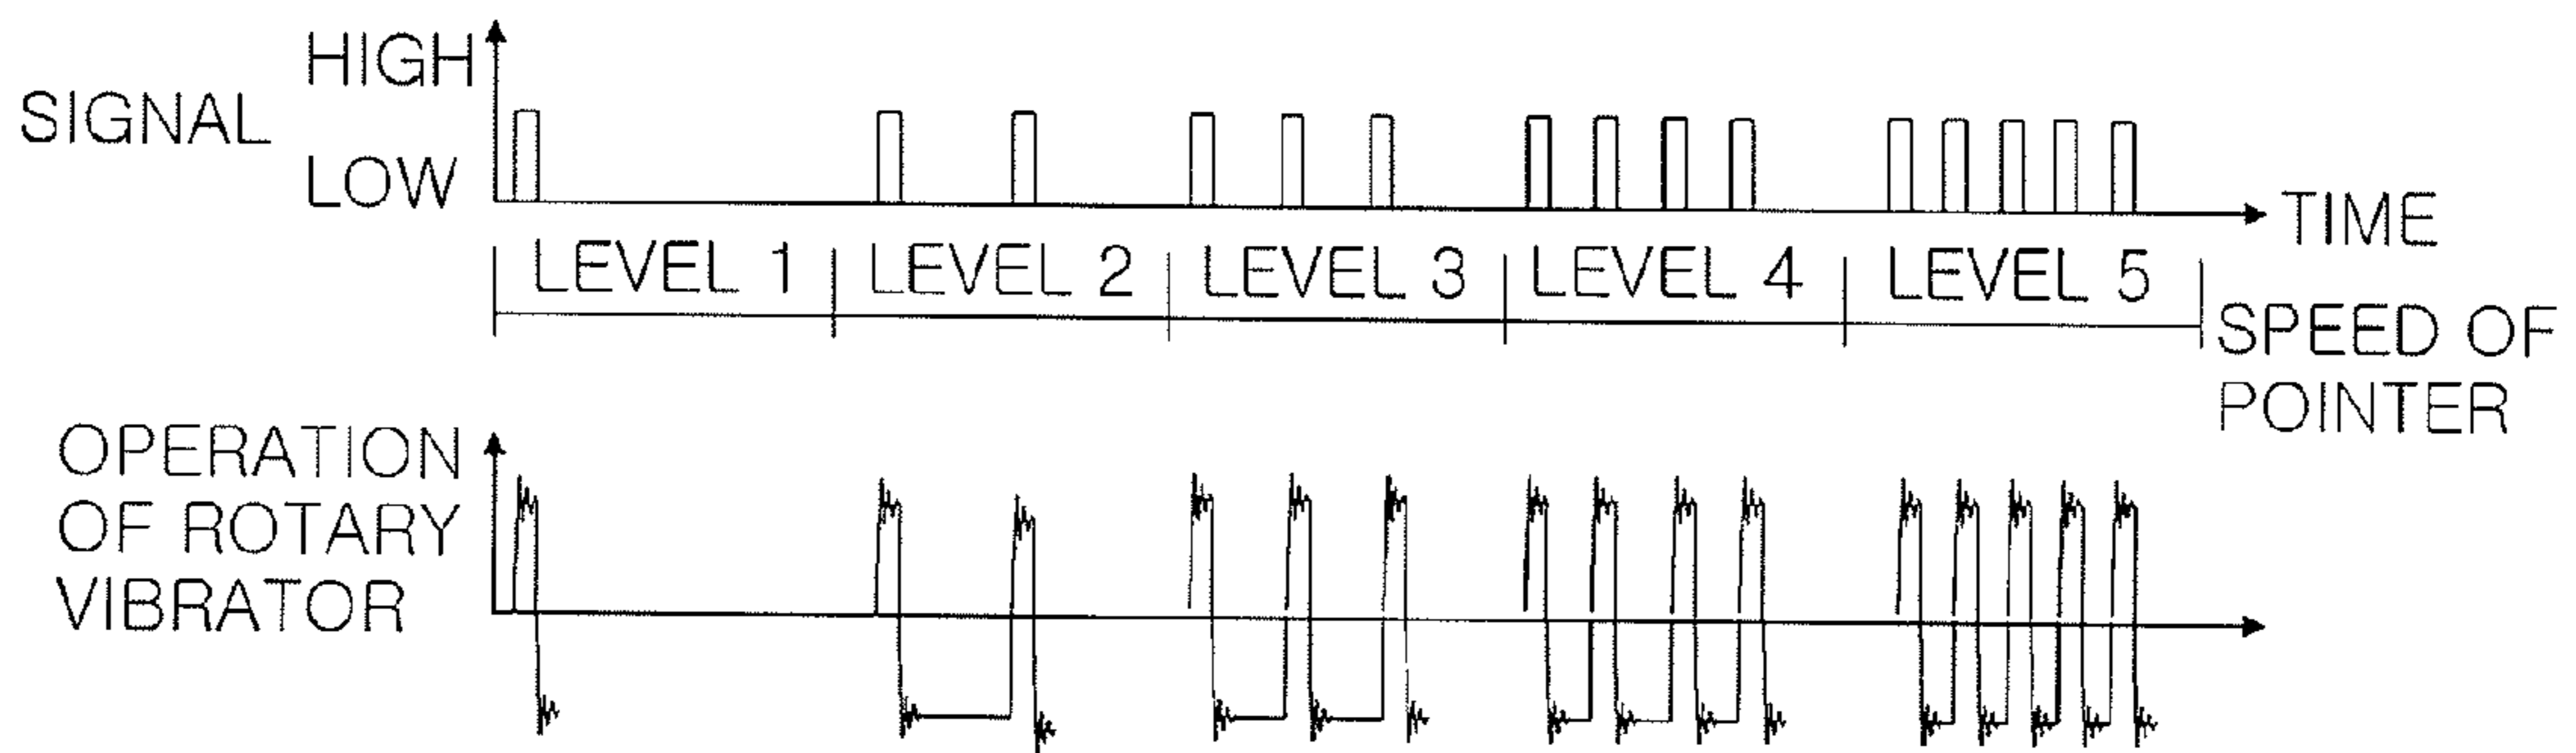 HIGH
SIGNAL
LOW
TIME
LEVEL 1 LEVEL 2 LEVEL 3 LEVEL 4 LEVEL 5
SPEED OF
POINTER
OPERATION
OF ROTARY
VIBRATOR